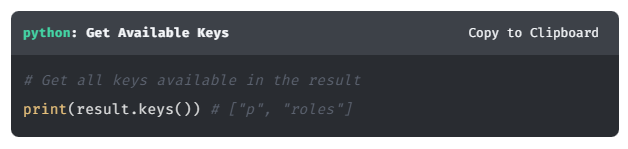 python: Get Available Keys
Copy to Clipboard
# Get all keys available in the result
print(result.keys()) # ["p", "roles"]